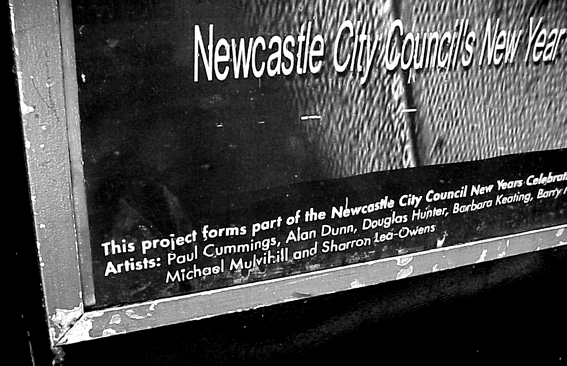 Newcastle City Council's New Year
This project forms part of the Newcastle City Council New Years
Artists: Paul Cummings, Alan Dunn, Douglas Hunter, Barbara Keating, Barry
Michael Mulvihill and Sharron Lea-Owens